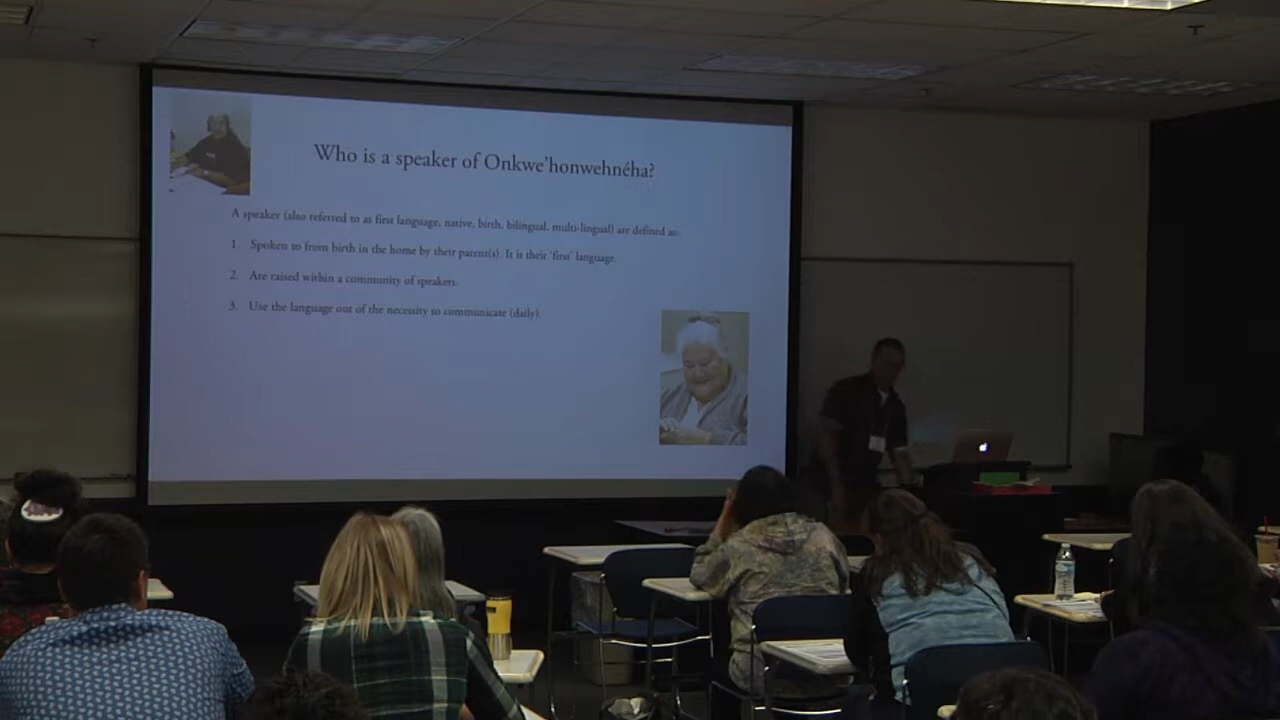 Who is a speaker of Onkwe'honwehnéha?
A speaker (also referred to as first language, native, birth, bilingual, multi-lingual) are defined as:
1. Spoken to from birth in the home by their parent(s). It is their 'first' language.
2. Are raised within a community of speakers.
3. Use the language out of the necessity to communicate (daily).